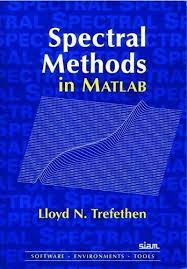 Spectral
Methods
in MATLAB
Lloyd N. Trefethen
siam
SOFTWARE • ENVIRONMENTS • TOOLS